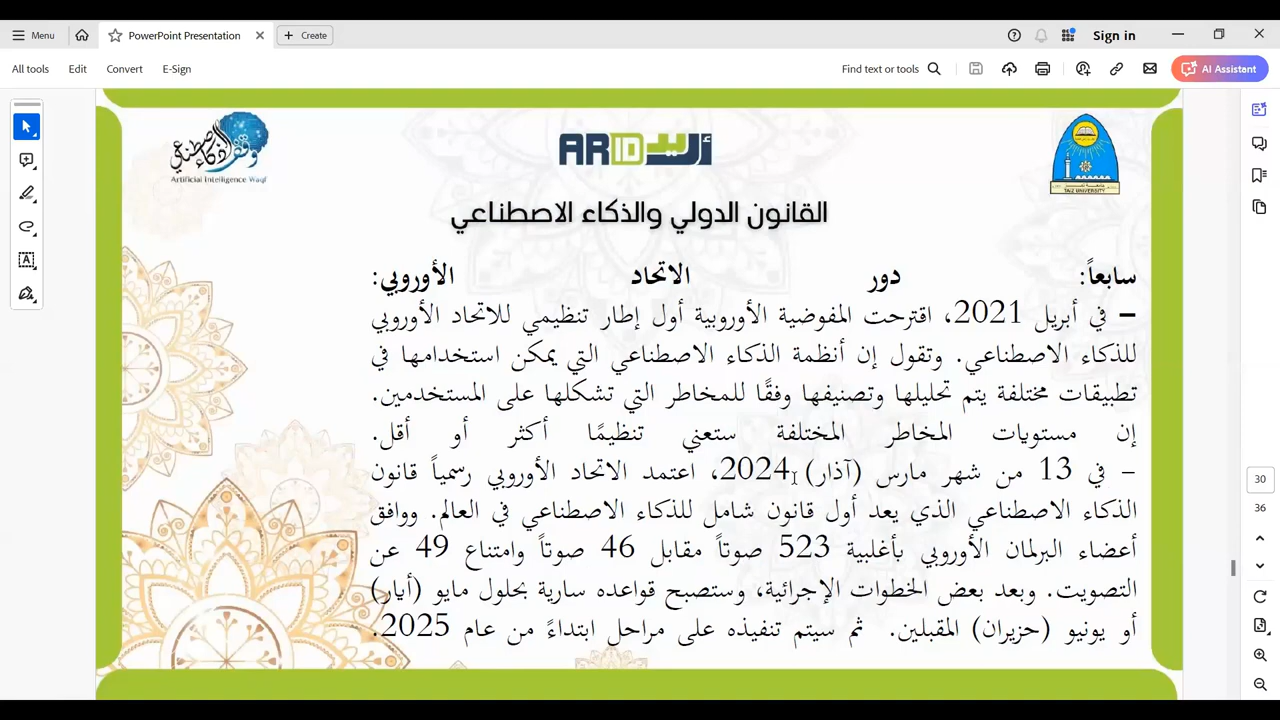 Menu
PowerPoint Presentation
Create
Sign in
All tools
Edit
Convert
E-Sign
Find text or tools
AI Assistant
وقف الذكاء الاصطناعي
Artificial Intelligence Waqf
ARID أريد
TAIZ UNIVERSITY
القانون الدولي والذكاء الاصطناعي
سابعاً: دور الاتحاد الأوروبي:
– في أبريل 2021، اقترحت المفوضية الأوروبية أول إطار تنظيمي للاتحاد الأوروبي
للذكاء الاصطناعي. وتقول إن أنظمة الذكاء الاصطناعي التي يمكن استخدامها في
تطبيقات مختلفة يتم تحليلها وتصنيفها وفقًا للمخاطر التي تشكلها على المستخدمين.
إن مستويات المخاطر المختلفة ستعني تنظيمًا أكثر أو أقل.
– في 13 من شهر مارس (آذار) 2024، اعتمد الاتحاد الأوروبي رسمياً قانون
الذكاء الاصطناعي الذي يعد أول قانون شامل للذكاء الاصطناعي في العالم. ووافق
أعضاء البرلمان الأوروبي بأغلبية 523 صوتاً مقابل 46 صوتاً وامتناع 49 عن
التصويت. وبعد بعض الخطوات الإجرائية، وستصبح قواعده سارية بحلول مايو (أيار)
أو يونيو (حزيران) المقبلين. ثم سيتم تنفيذه على مراحل ابتداءً من عام 2025.
30
36